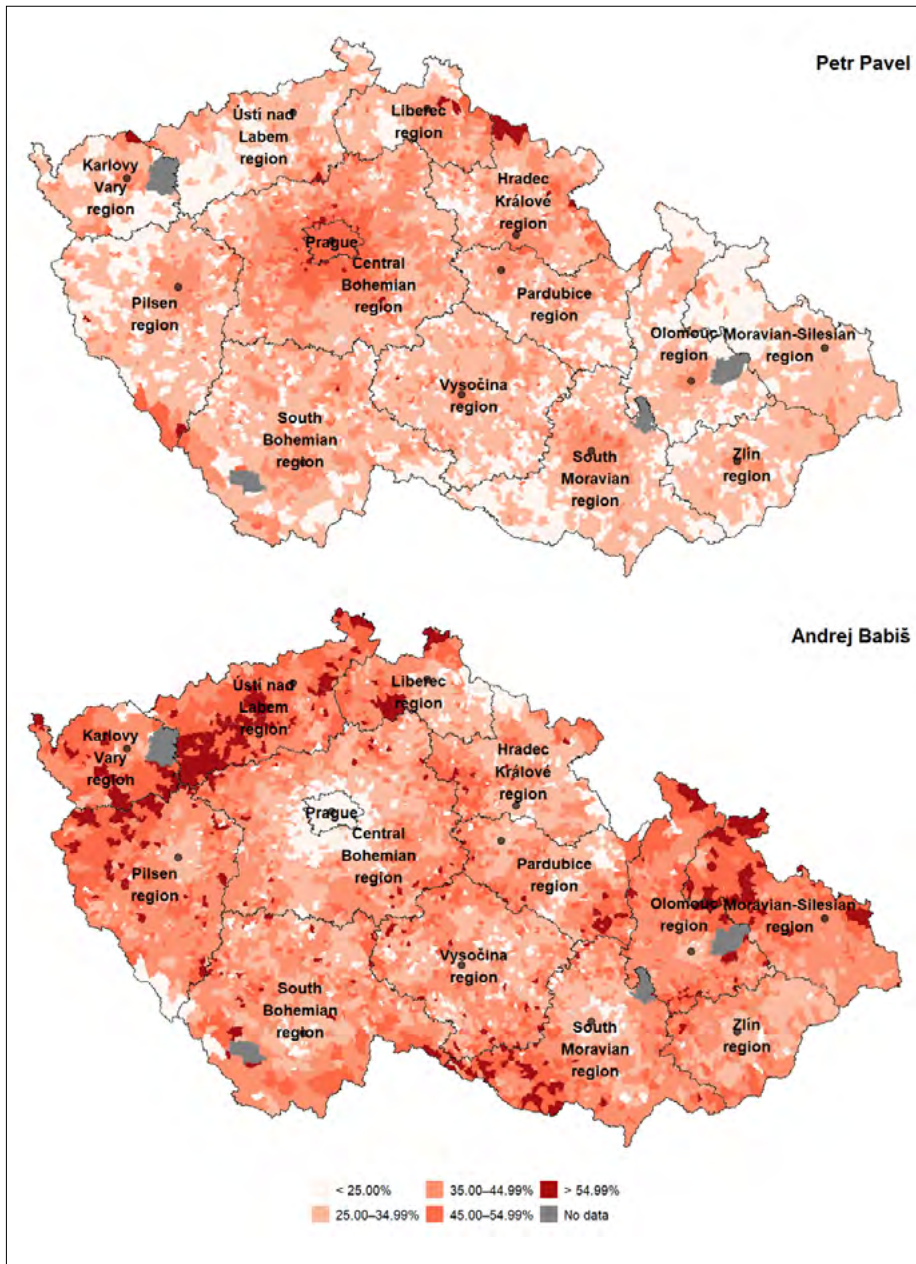 Petr Pavel
Ústí nad
Labem
region
Liberec
region
Karlovy
Vary
region
Hradec
Králové
region
Prague
Central
Bohemian
region
Pilsen
region
Pardubice
region
Olomouc
region
Moravian-Silesian
region
Vysočina
region
South
Bohemian
region
South
Moravian
region
Zlín
region
Andrej Babiš
Ústí nad
Labem
region
Liberec
region
Karlovy
Vary
region
Hradec
Králové
region
Prague
Central
Bohemian
region
Pilsen
region
Pardubice
region
Olomouc
region
Moravian-Silesian
region
Vysočina
region
South
Bohemian
region
South
Moravian
region
Zlín
region
< 25.00%
35.00–44.99%
> 54.99%
25.00–34.99%
45.00–54.99%
No data